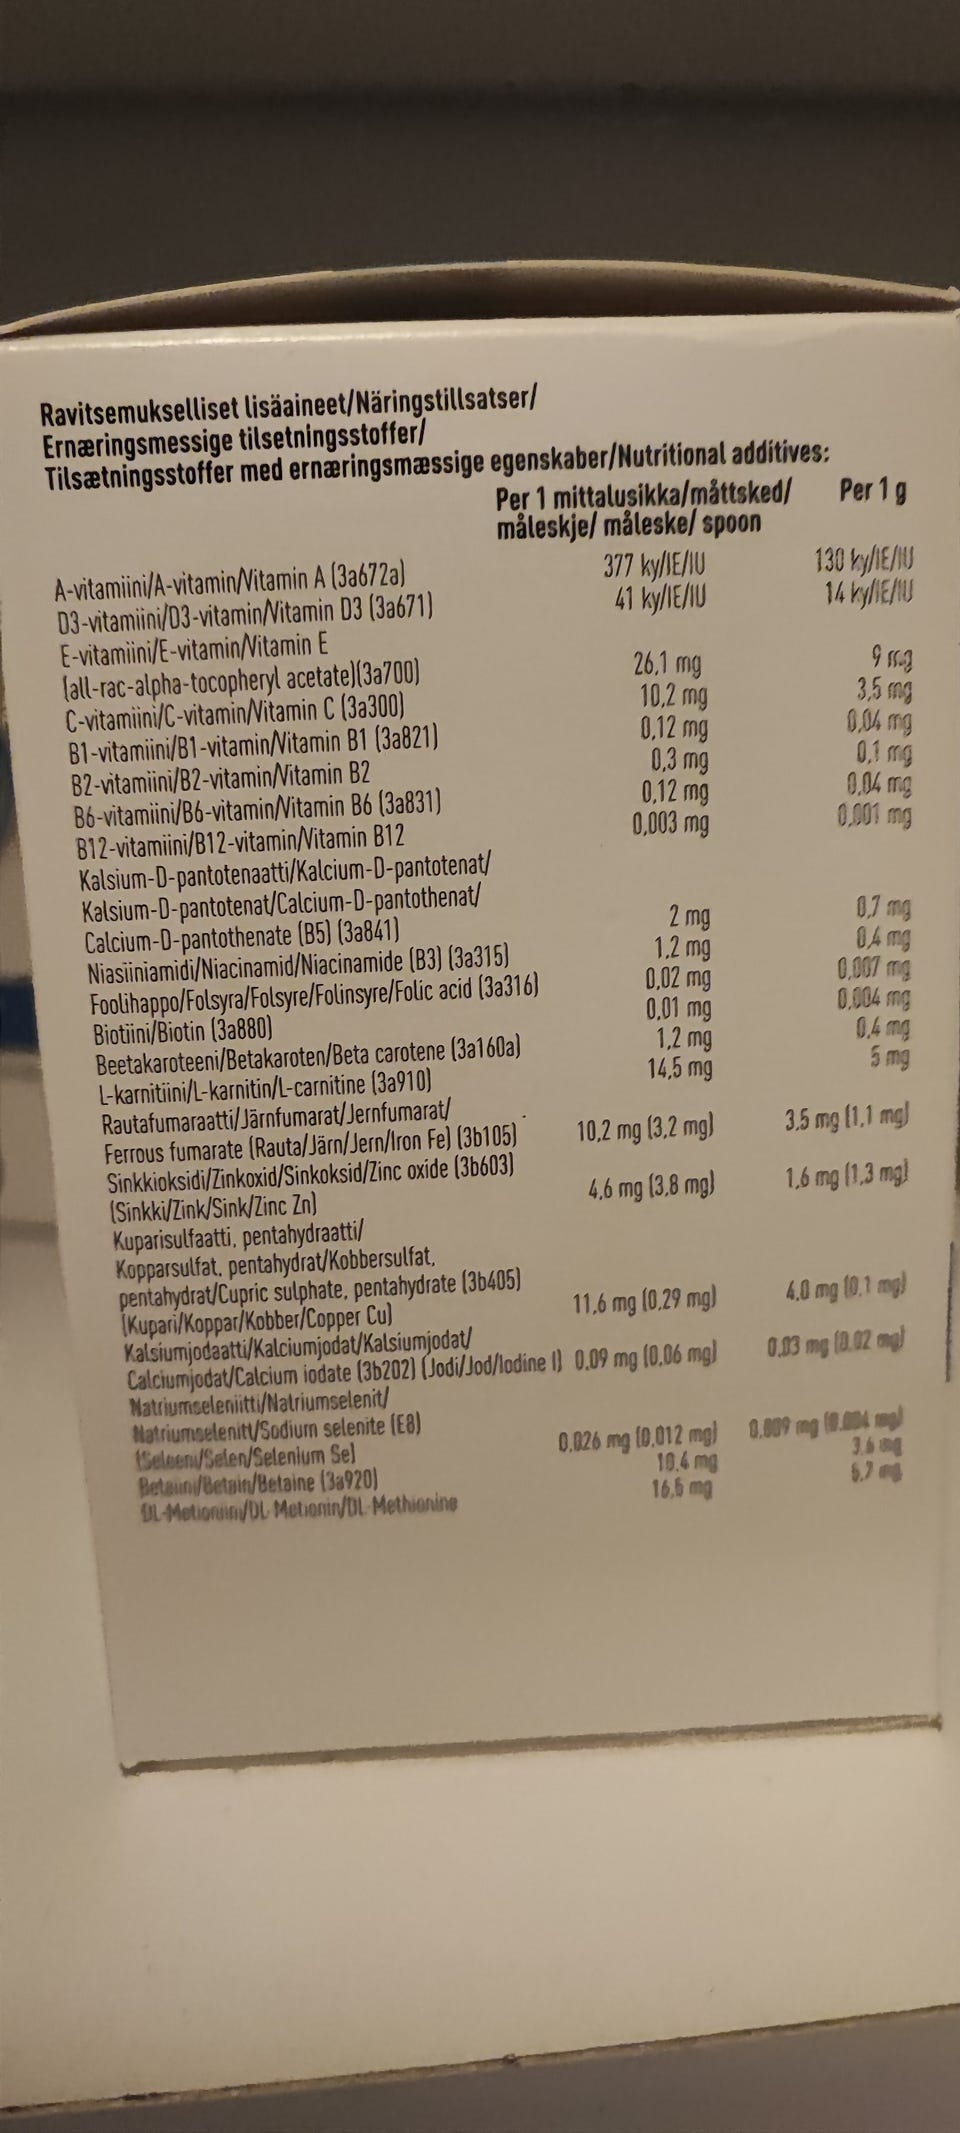 Ravitsemukselliset lisäaineet/Näringstillsatser/
Ernæringsmessige tilsetningsstoffer/
Tilsætningsstoffer med ernæringsmæssige egenskaber/Nutritional additives:
Per 1 mittalusikka/måttsked/ Per 1 g
måleskje/ måleske/ spoon
A-vitamiini/A-vitamin/Vitamin A (3a672a) 377 ky/IE/IU 130 ky/IE/IU
D3-vitamiini/D3-vitamin/Vitamin D3 (3a671) 41 ky/IE/IU 14 ky/IE/IU
E-vitamiini/E-vitamin/Vitamin E
(all-rac-alpha-tocopheryl acetate)(3a700) 26,1 mg 9 mg
C-vitamiini/C-vitamin/Vitamin C (3a300) 10,2 mg 3,5 mg
B1-vitamiini/B1-vitamin/Vitamin B1 (3a821) 0,12 mg 0,04 mg
B2-vitamiini/B2-vitamin/Vitamin B2 0,3 mg 0,1 mg
B6-vitamiini/B6-vitamin/Vitamin B6 (3a831) 0,12 mg 0,04 mg
B12-vitamiini/B12-vitamin/Vitamin B12 0,003 mg 0,001 mg
Kalsium-D-pantotenaatti/Kalcium-D-pantotenat/
Kalsium-D-pantotenat/Calcium-D-pantothenat/
Calcium-D-pantothenate (B5) (3a841) 2 mg 0,7 mg
Niasiiniamidi/Niacinamid/Niacinamide (B3) (3a315) 1,2 mg 0,4 mg
Foolihappo/Folsyra/Folsyre/Folinsyre/Folic acid (3a316) 0,02 mg 0,007 mg
Biotiini/Biotin (3a880) 0,01 mg 0,004 mg
Beetakaroteeni/Betakaroten/Beta carotene (3a160a) 1,2 mg 0,4 mg
L-karnitiini/L-karnitin/L-carnitine (3a910) 14,5 mg 5 mg
Rautafumaraatti/Järnfumarat/Jernfumarat/
Ferrous fumarate (Rauta/Järn/Jern/Iron Fe) (3b105) 10,2 mg (3,2 mg) 3,5 mg (1,1 mg)
Sinkkioksidi/Zinkoxid/Sinkoksid/Zinc oxide (3b603)
(Sinkki/Zink/Sink/Zinc Zn) 4,6 mg (3,8 mg) 1,6 mg (1,3 mg)
Kuparisulfaatti, pentahydraatti/
Kopparsulfat, pentahydrat/Kobbersulfat,
pentahydrat/Cupric sulphate, pentahydrate (3b405)
(Kupari/Koppar/Kobber/Copper Cu) 11,6 mg (0,29 mg) 4,0 mg (0,1 mg)
Kalsiumjodaatti/Kalciumjodat/Kalsiumjodat/
Calciumjodat/Calcium iodate (3b202) (Jodi/Jod/Iodine I) 0,09 mg (0,06 mg) 0,03 mg (0,02 mg)
Natriumseleniitti/Natriumselenit/
Natriumselenitt/Sodium selenite (E8)
(Seleeni/Selen/Selenium Se) 0,026 mg (0,012 mg) 0,009 mg (0,004 mg)
Betaiini/Betain/Betaine (3a920) 10,4 mg 3,6 mg
DL-Metioniini/DL-Metionin/DL-Methionine 16,5 mg 5,7 mg